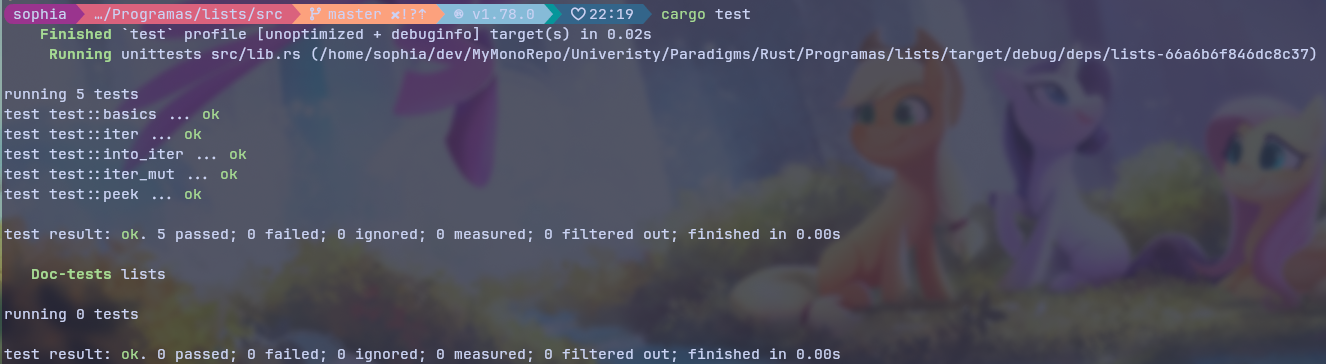 sophia …/Programas/lists/src master ✘!?↑ ® v1.78.0 ♡ 22:19 cargo test
Finished `test` profile [unoptimized + debuginfo] target(s) in 0.02s
Running unittests src/lib.rs (/home/sophia/dev/MyMonoRepo/Univeristy/Paradigms/Rust/Programas/lists/target/debug/deps/lists-66a6b6f846dc8c37)
running 5 tests
test test::basics ... ok
test test::iter ... ok
test test::into_iter ... ok
test test::iter_mut ... ok
test test::peek ... ok
test result: ok. 5 passed; 0 failed; 0 ignored; 0 measured; 0 filtered out; finished in 0.00s
Doc-tests lists
running 0 tests
test result: ok. 0 passed; 0 failed; 0 ignored; 0 measured; 0 filtered out; finished in 0.00s